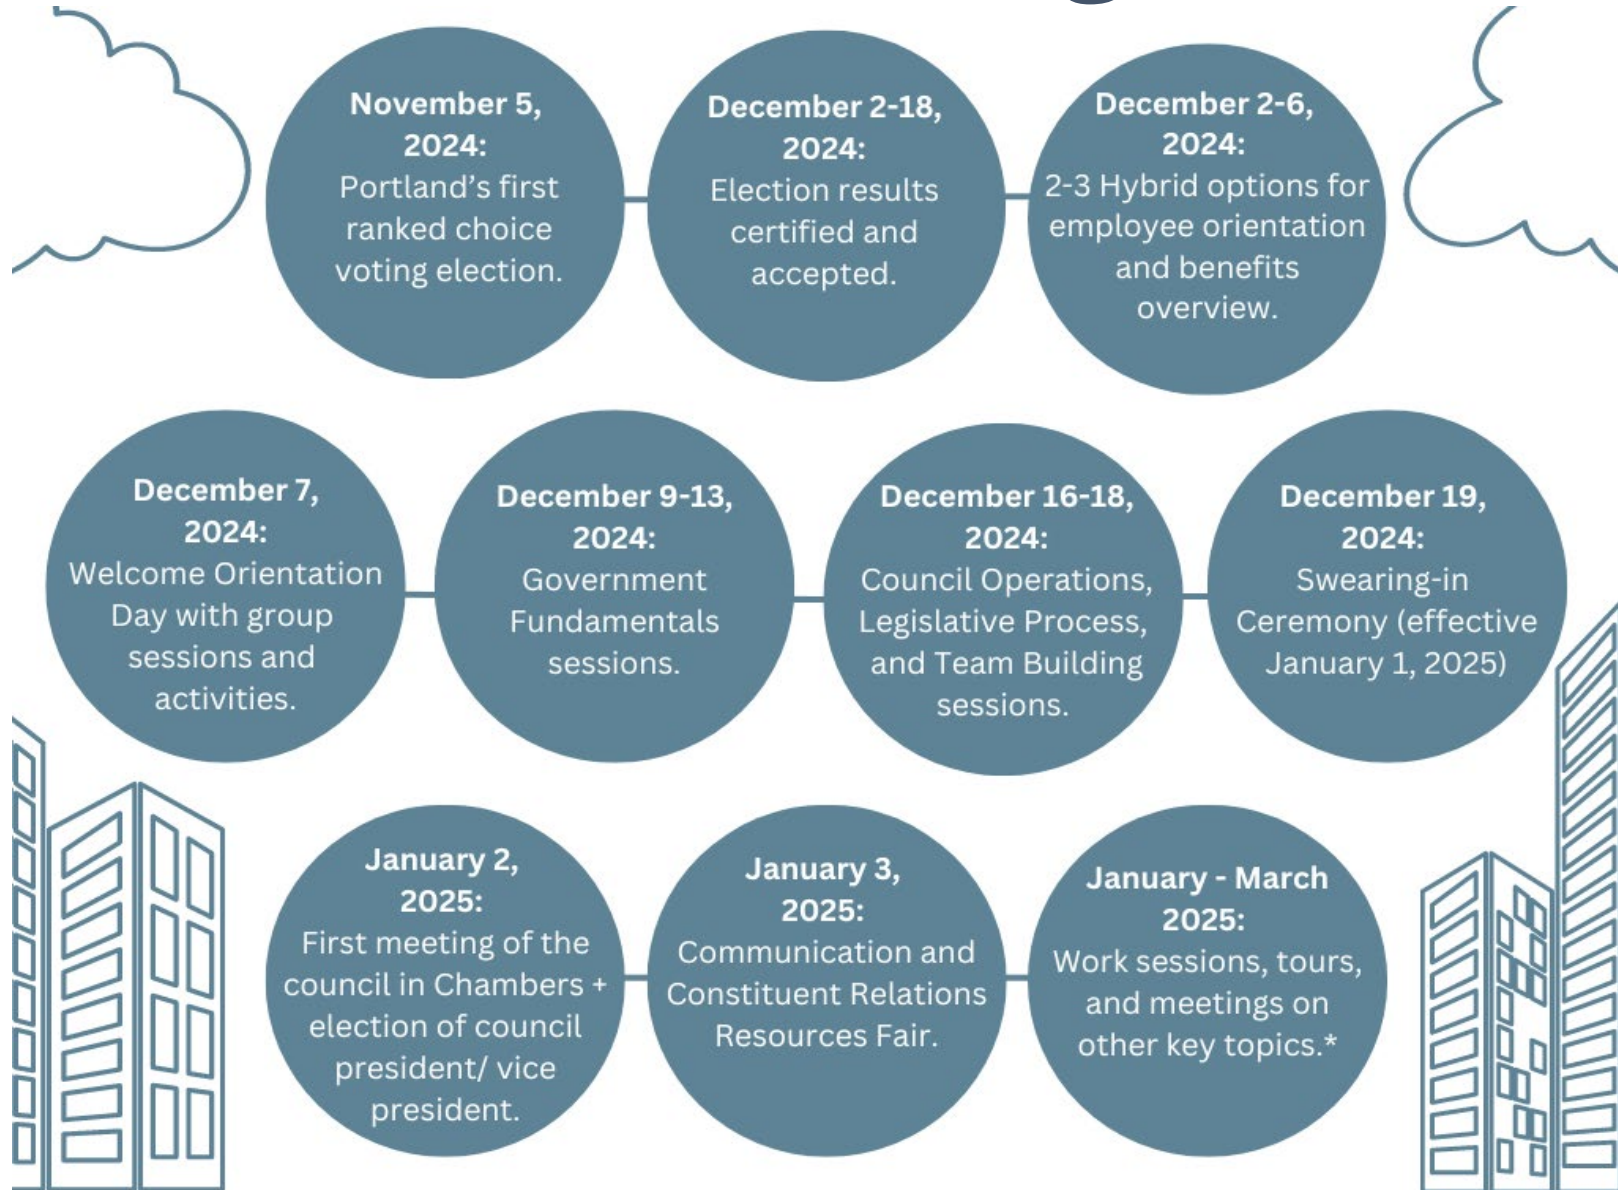 November 5,
2024:
Portland’s first
ranked choice
voting election.
December 2-18,
2024:
Election results
certified and
accepted.
December 2-6,
2024:
2-3 Hybrid options for
employee orientation
and benefits
overview.
December 7,
2024:
Welcome Orientation
Day with group
sessions and
activities.
December 9-13,
2024:
Government
Fundamentals
sessions.
December 16-18,
2024:
Council Operations,
Legislative Process,
and Team Building
sessions.
December 19,
2024:
Swearing-in
Ceremony (effective
January 1, 2025)
January 2,
2025:
First meeting of the
council in Chambers +
election of council
president/ vice
president.
January 3,
2025:
Communication and
Constituent Relations
Resources Fair.
January - March
2025:
Work sessions, tours,
and meetings on
other key topics.*